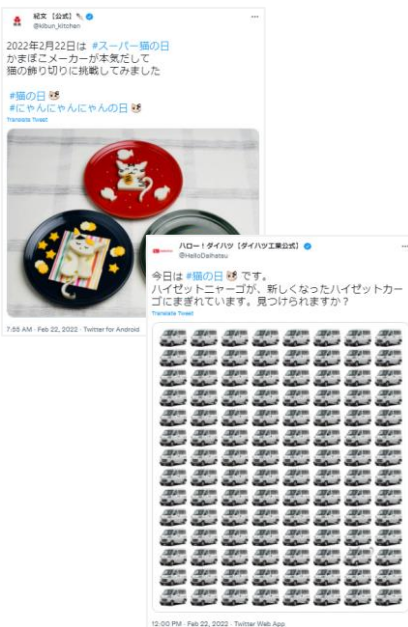 紀文【公式】
@kibun_kitchen
2022年2月22日は #スーパー猫の日
かまぼこメーカーが本気だして
猫の飾り切りに挑戦してみました
#猫の日
#にゃんにゃんにゃんの日
Translate Tweet
7:55 AM · Feb 22, 2022 · Twitter for Android
ハロー！ダイハツ【ダイハツ工業公式】
@HelloDaihatsu
今日は #猫の日 です。
ハイゼットニャーゴが、新しくなったハイゼットカー
ゴにまぎれています。見つけられますか？
Translate Tweet
12:00 PM · Feb 22, 2022 · Twitter Web App